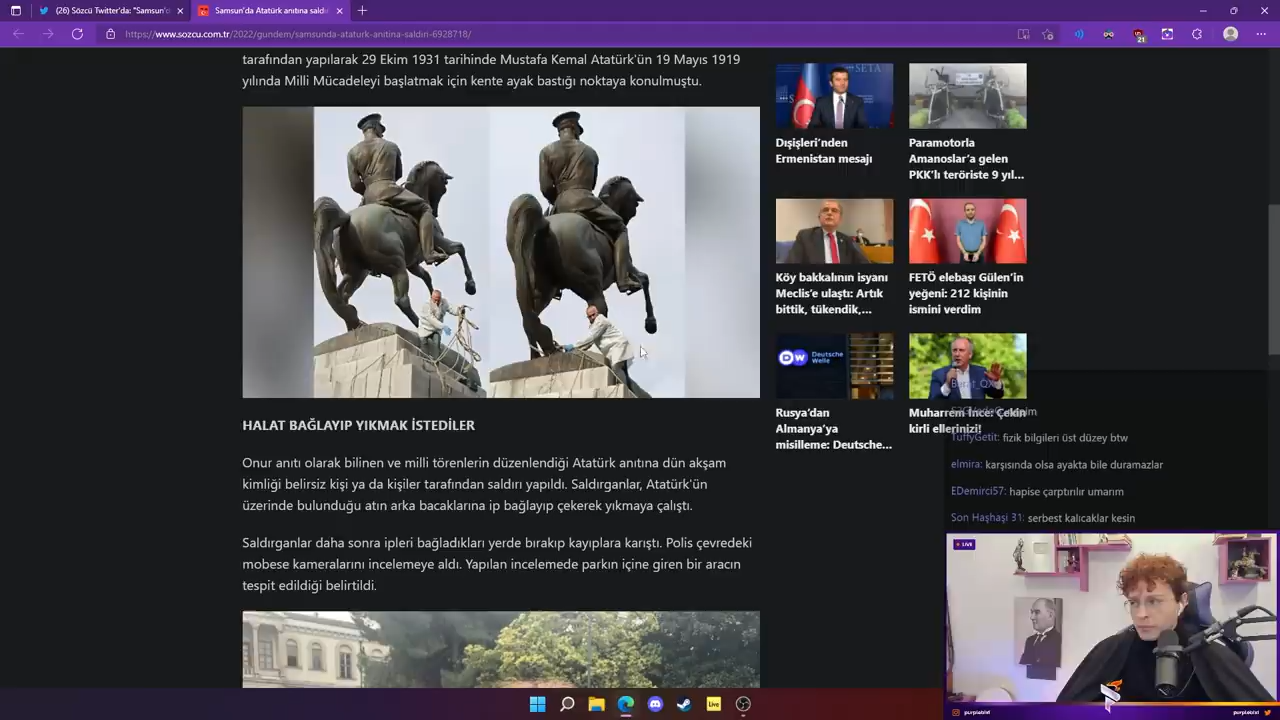 (26) Sözcü Twitter'da: "Samsun'd
Samsun'da Atatürk anıtına saldır
https://www.sozcu.com.tr/2022/gundem/samsunda-ataturk-anitina-saldiri-6928718/
21
tarafından yapılarak 29 Ekim 1931 tarihinde Mustafa Kemal Atatürk'ün 19 Mayıs 1919
yılında Milli Mücadeleyi başlatmak için kente ayak bastığı noktaya konulmuştu.
HALAT BAĞLAYIP YIKMAK İSTEDİLER
Onur anıtı olarak bilinen ve milli törenlerin düzenlendiği Atatürk anıtına dün akşam
kimliği belirsiz kişi ya da kişiler tarafından saldırı yapıldı. Saldırganlar, Atatürk'ün
üzerinde bulunduğu atın arka bacaklarına ip bağlayıp çekerek yıkmaya çalıştı.
Saldırganlar daha sonra ipleri bağladıkları yerde bırakıp kayıplara karıştı. Polis çevredeki
mobese kameralarını incelemeye aldı. Yapılan incelemede parkın içine giren bir aracın
tespit edildiği belirtildi.
SETA
Dışişleri'nden
Ermenistan mesajı
Paramotorla
Amanoslar'a gelen
PKK'lı teröriste 9 yıl...
Köy bakkalının isyanı
Meclis'e ulaştı: Artık
bittik, tükendik,...
FETÖ elebaşı Gülen'in
yeğeni: 212 kişinin
ismini verdim
DW Deutsche
Welle
Rusya'dan
Almanya'ya
misilleme: Deutsche...
Muharrem İnce: Çekin
kirli ellerinizi!
TuffyGetit: fizik bilgileri üst düzey btw
elmira: karşısında olsa ayakta bile duramazlar
EDemirci57: hapise çarptırılır umarım
Son Haşhaşi 31: serbest kalıcaklar kesin
LIVE
purplebixi
purplebixi
Live